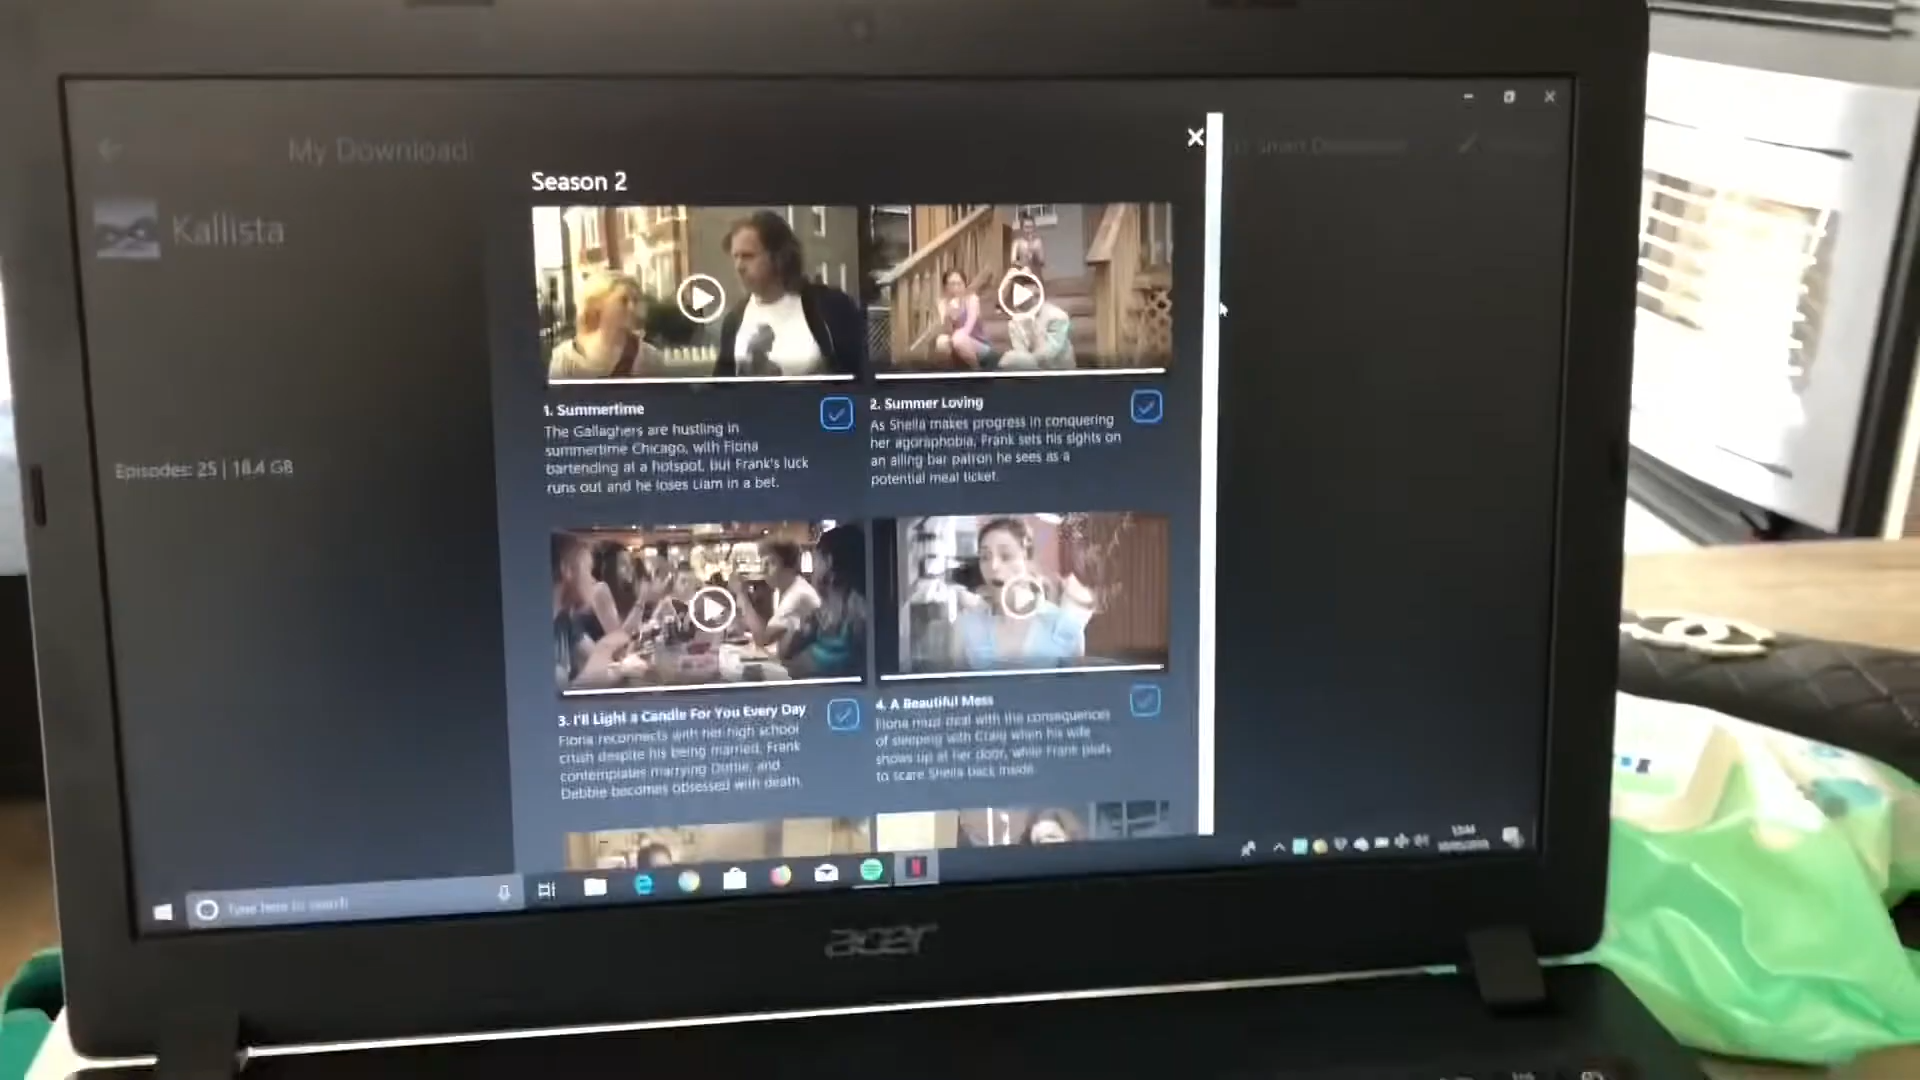 My Download
Smart
Season 2
Kallista
Episodes: 25 | 18.4 GB
1. Summertime
The Gallaghers are hustling in
summertime Chicago, with Fiona
bartending at a hotspot, but Frank's luck
runs out and he loses Liam in a bet.
2. Summer Loving
As Sheila makes progress in conquering
her agoraphobia, Frank sets his sights on
an ailing bar patron he sees as a
potential meal ticket.
3. I'll Light a Candle For You Every Day
Fiona reconnects with her high school
crush despite his being married, Frank
contemplates marrying Dottie, and
Debbie becomes obsessed with death.
4. A Beautiful Mess
Fiona must deal with the consequences
of sleeping with Craig when his wife
shows up at her door, while Frank plots
to scare Sheila back inside.
Type here to search
acer